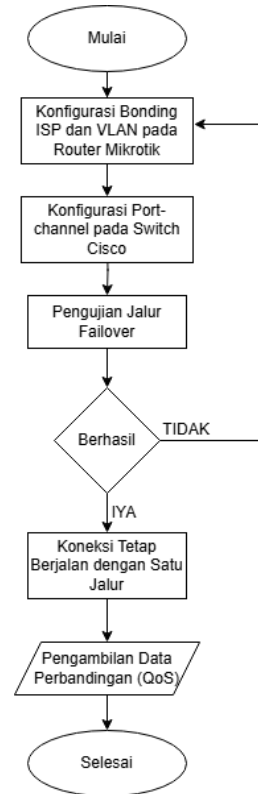 Mulai
Konfigurasi Bonding
ISP dan VLAN pada
Router Mikrotik
Konfigurasi Port-
channel pada Switch
Cisco
Pengujian Jalur
Failover
Berhasil
TIDAK
IYA
Koneksi Tetap
Berjalan dengan Satu
Jalur
Pengambilan Data
Perbandingan (QoS)
Selesai